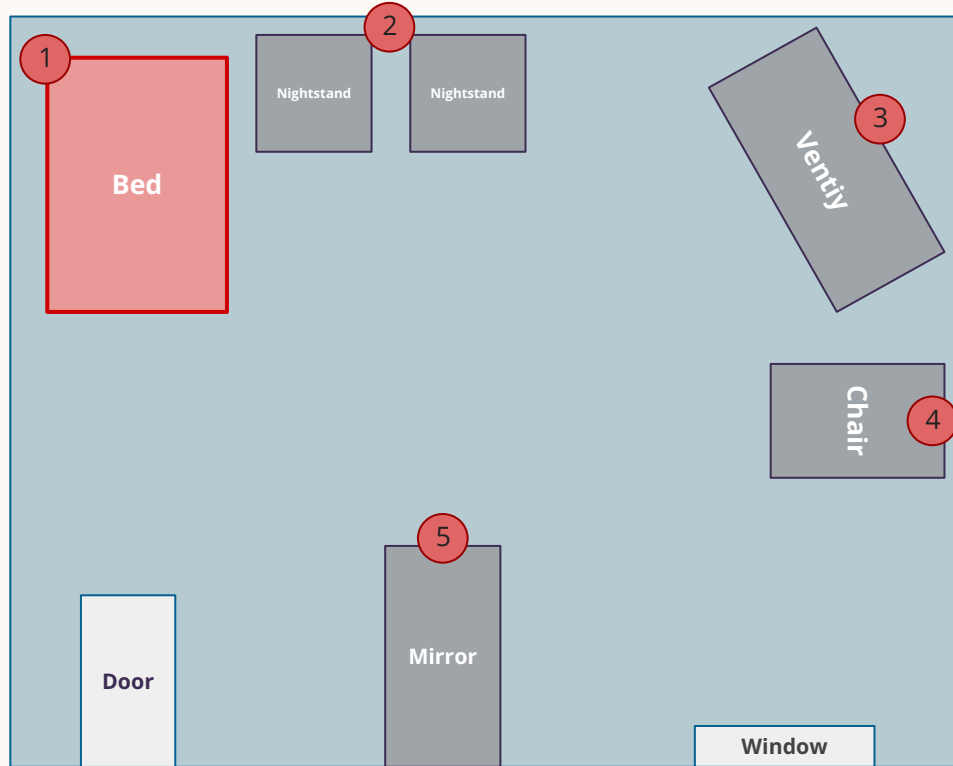 1
2
Nightstand
Nightstand
3
Bed
Ventiy
Chair
4
5
Mirror
Door
Window